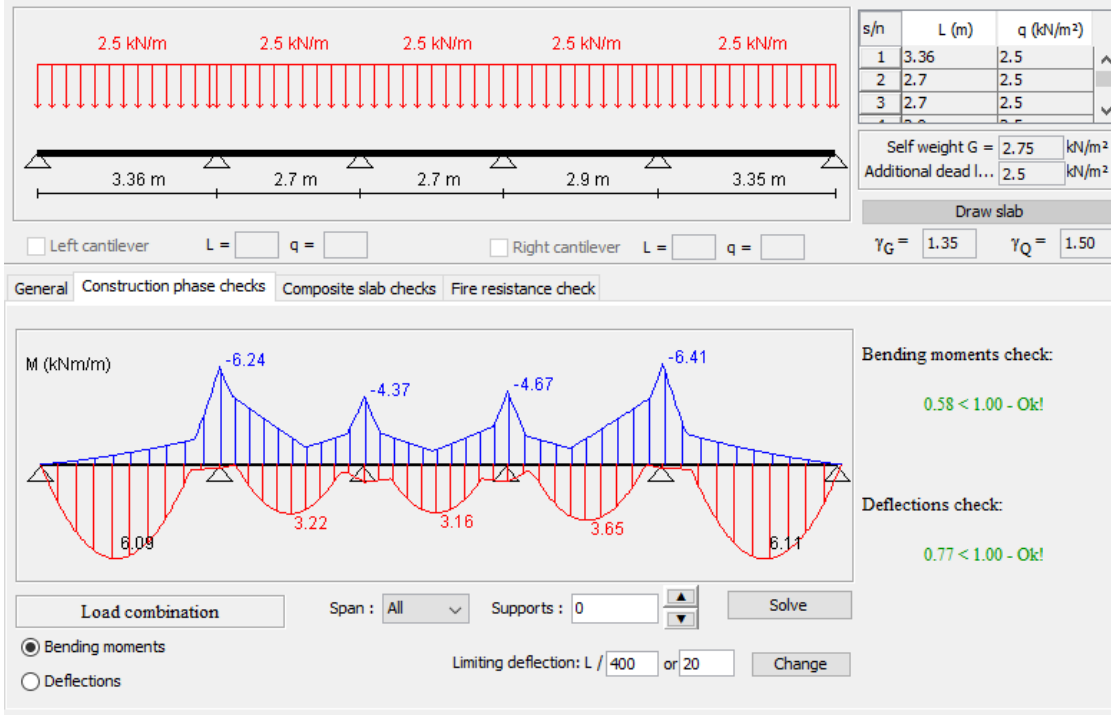 2.5 kN/m 2.5 kN/m 2.5 kN/m 2.5 kN/m 2.5 kN/m
3.36 m 2.7 m 2.7 m 2.9 m 3.35 m
s/n L (m) q (kN/m²)
1 3.36 2.5
2 2.7 2.5
3 2.7 2.5
Self weight G = 2.75 kN/m²
Additional dead l... 2.5 kN/m²
Draw slab
Left cantilever L = q = Right cantilever L = q =
γG = 1.35 γQ = 1.50
General Construction phase checks Composite slab checks Fire resistance check
M (kNm/m)
-6.24 -4.37 -4.67 -6.41
6.09 3.22 3.16 3.65 6.11
Bending moments check:
0.58 < 1.00 - Ok!
Deflections check:
0.77 < 1.00 - Ok!
Load combination Span : All Supports : 0 Solve
Bending moments
Deflections
Limiting deflection: L / 400 or 20 Change